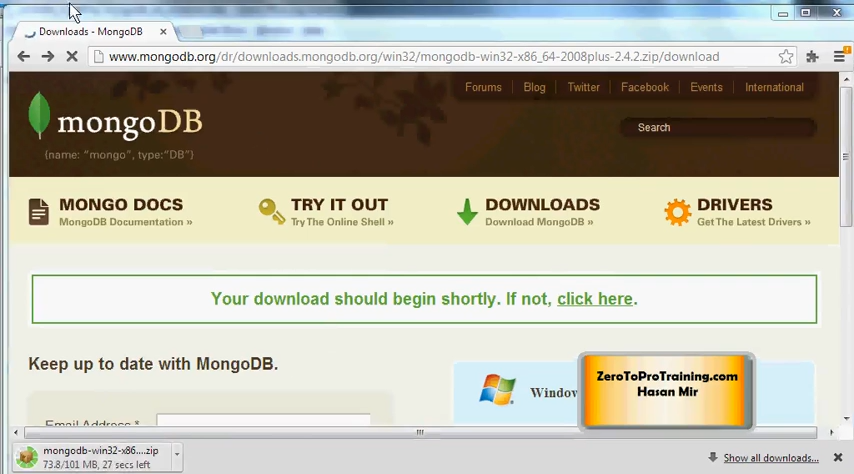 Downloads - MongoDB
www.mongodb.org/dr/downloads.mongodb.org/win32/mongodb-win32-x86_64-2008plus-2.4.2.zip/download
Forums Blog Twitter Facebook Events International
mongoDB
{name: "mongo", type:"DB"}
Search
MONGO DOCS
MongoDB Documentation »
TRY IT OUT
Try The Online Shell »
DOWNLOADS
Download MongoDB »
DRIVERS
Get The Latest Drivers »
Your download should begin shortly. If not, click here.
Keep up to date with MongoDB.
Email Address *
Window
ZeroToProTraining.com
Hasan Mir
mongodb-win32-x86....zip
73.8/101 MB, 27 secs left
Show all downloads...